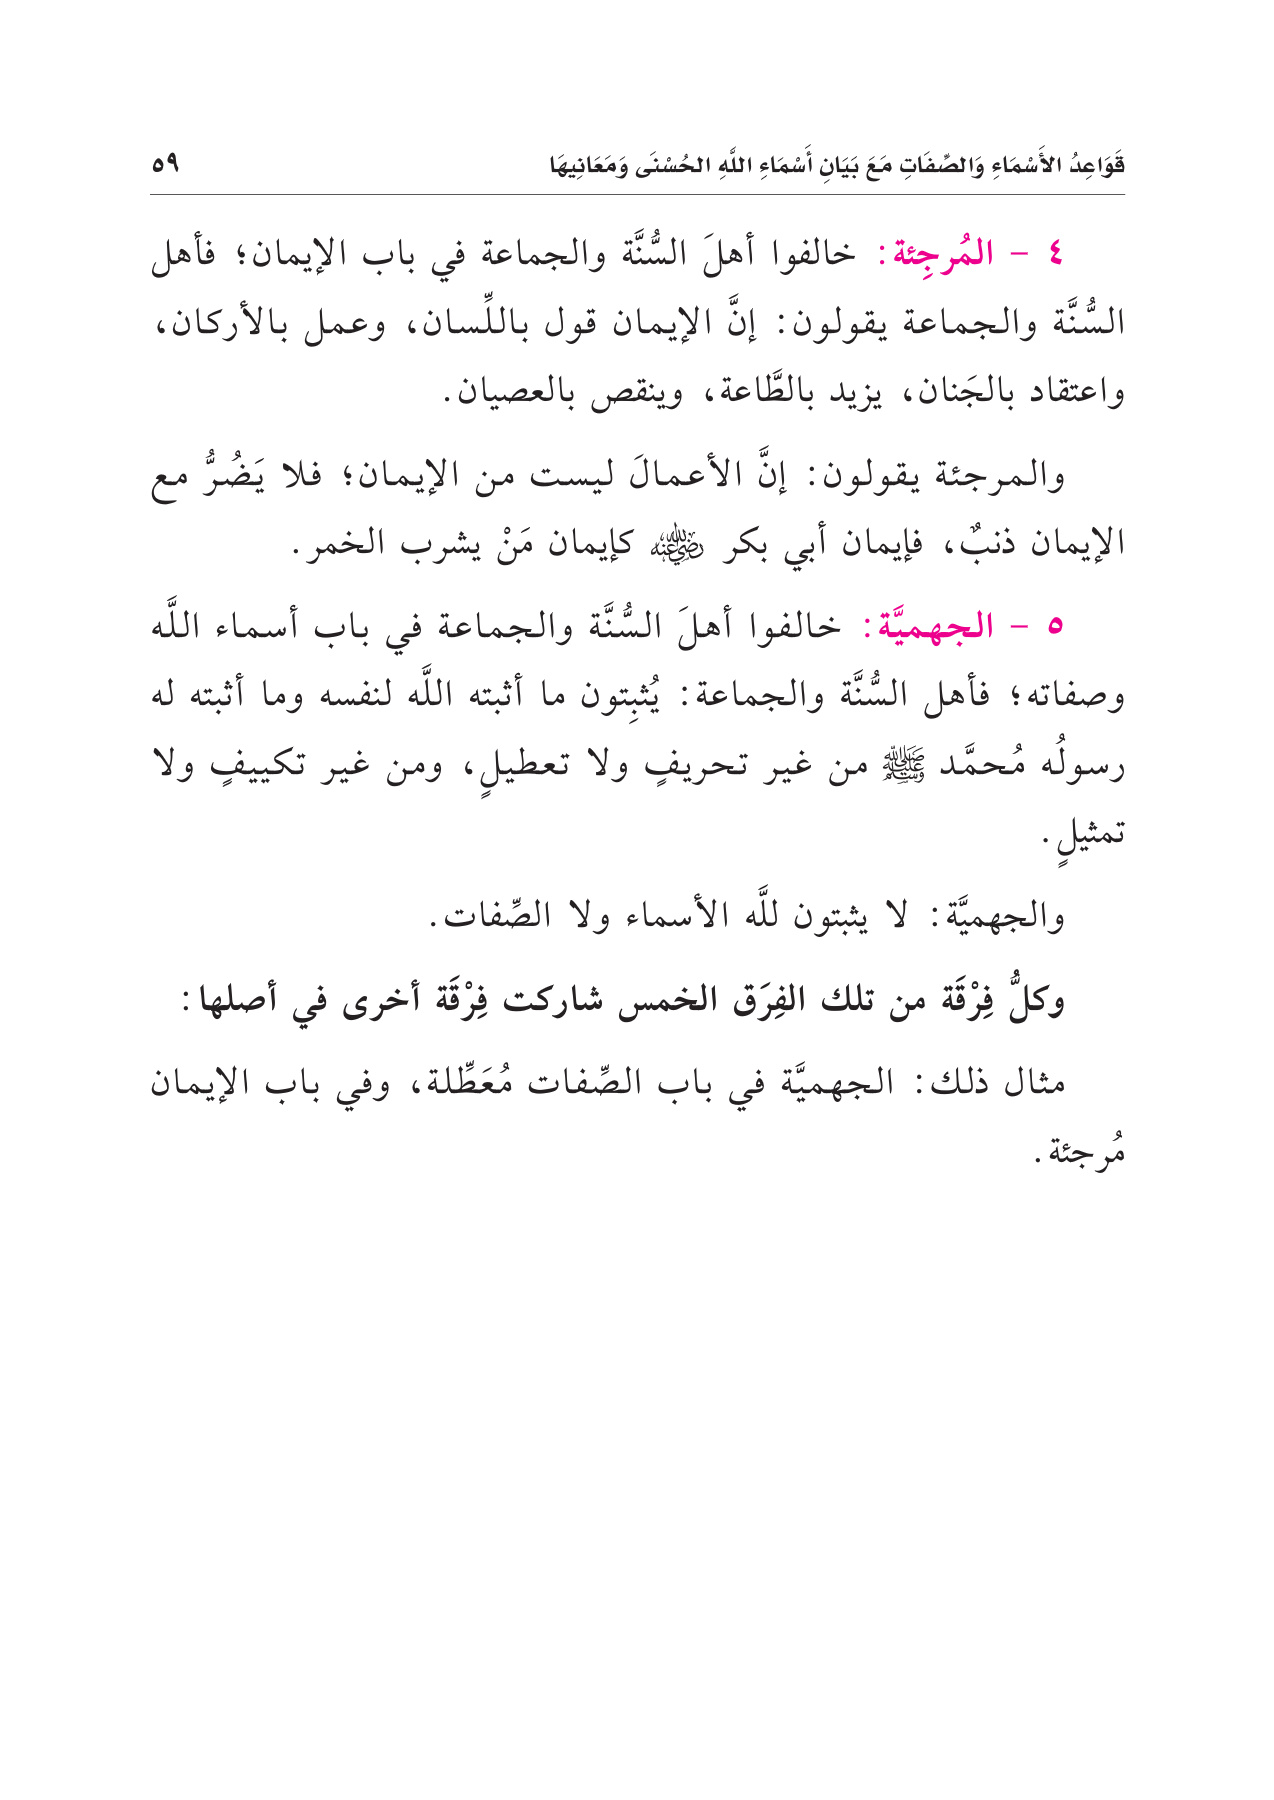 قَوَاعِدُ الأَسْمَاءِ وَالصِّفَاتِ مَعَ بَيَانِ أَسْمَاءِ اللَّهِ الحُسْنَى وَمَعَانِيهَا ٥٩
٤ - المُرجِئة: خالفوا أهلَ السُّنَّة والجماعة في باب الإيمان؛ فأهل
السُّنَّة والجماعة يقولون: إنَّ الإيمان قول باللِّسان، وعمل بالأركان،
واعتقاد بالجَنان، يزيد بالطَّاعة، وينقص بالعصيان.
والمرجئة يقولون: إنَّ الأعمالَ ليست من الإيمان؛ فلا يَضُرُّ مع
الإيمان ذنبٌ، فإيمان أبي بكر رضي الله عنه كإيمان مَنْ يشرب الخمر.
٥ - الجهميَّة: خالفوا أهلَ السُّنَّة والجماعة في باب أسماء اللَّه
وصفاته؛ فأهل السُّنَّة والجماعة: يُثبِتون ما أثبته اللَّه لنفسه وما أثبته له
رسولُه مُحمَّد ﷺ من غير تحريفٍ ولا تعطيلٍ، ومن غير تكييفٍ ولا
تمثيلٍ.
والجهميَّة: لا يثبتون للَّه الأسماء ولا الصِّفات.
وكلُّ فِرْقَة من تلك الفِرَق الخمس شاركت فِرْقَة أخرى في أصلها:
مثال ذلك: الجهميَّة في باب الصِّفات مُعَطِّلة، وفي باب الإيمان
مُرجئة.